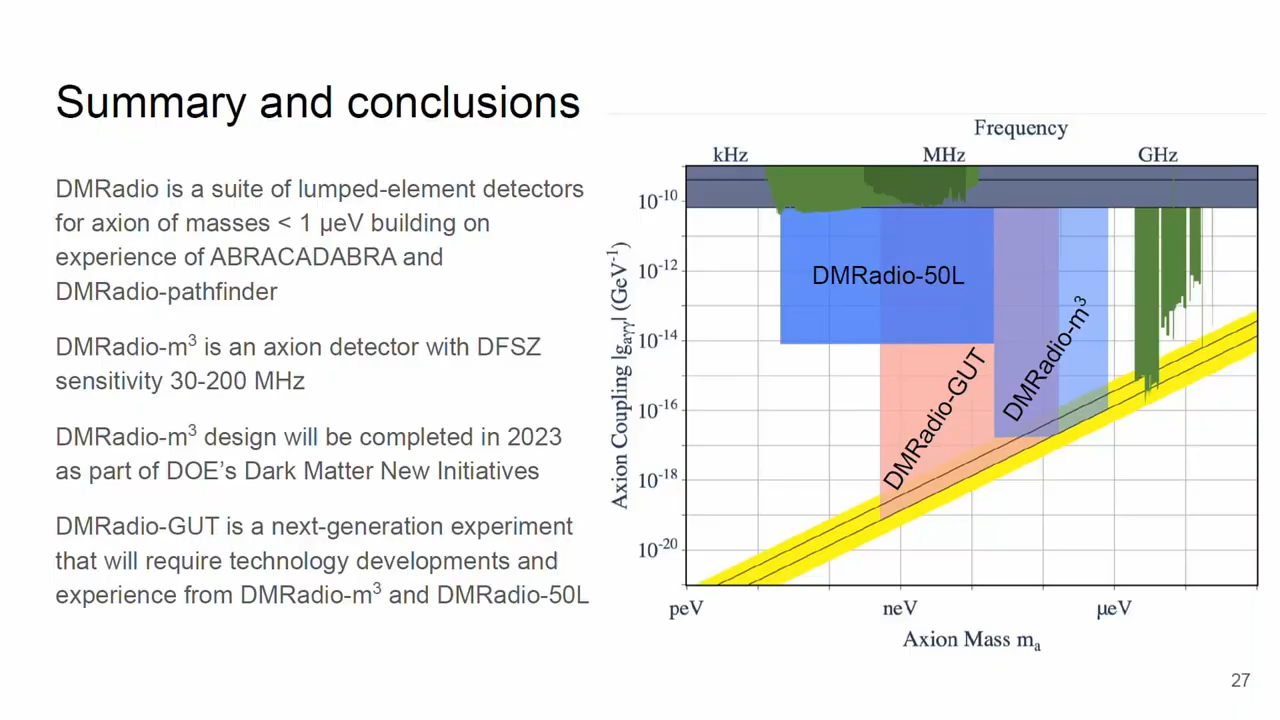 Summary and conclusions
DMRadio is a suite of lumped-element detectors
for axion of masses < 1 μeV building on
experience of ABRACADABRA and
DMRadio-pathfinder
DMRadio-m³ is an axion detector with DFSZ
sensitivity 30-200 MHz
DMRadio-m³ design will be completed in 2023
as part of DOE’s Dark Matter New Initiatives
DMRadio-GUT is a next-generation experiment
that will require technology developments and
experience from DMRadio-m³ and DMRadio-50L
Frequency
kHz MHz GHz
Axion Coupling |gₐγγ| (GeV⁻¹)
10⁻¹⁰
10⁻¹²
10⁻¹⁴
10⁻¹⁶
10⁻¹⁸
10⁻²⁰
DMRadio-50L
DMRadio-GUT
DMRadio-m³
peV neV μeV
Axion Mass mₐ
27